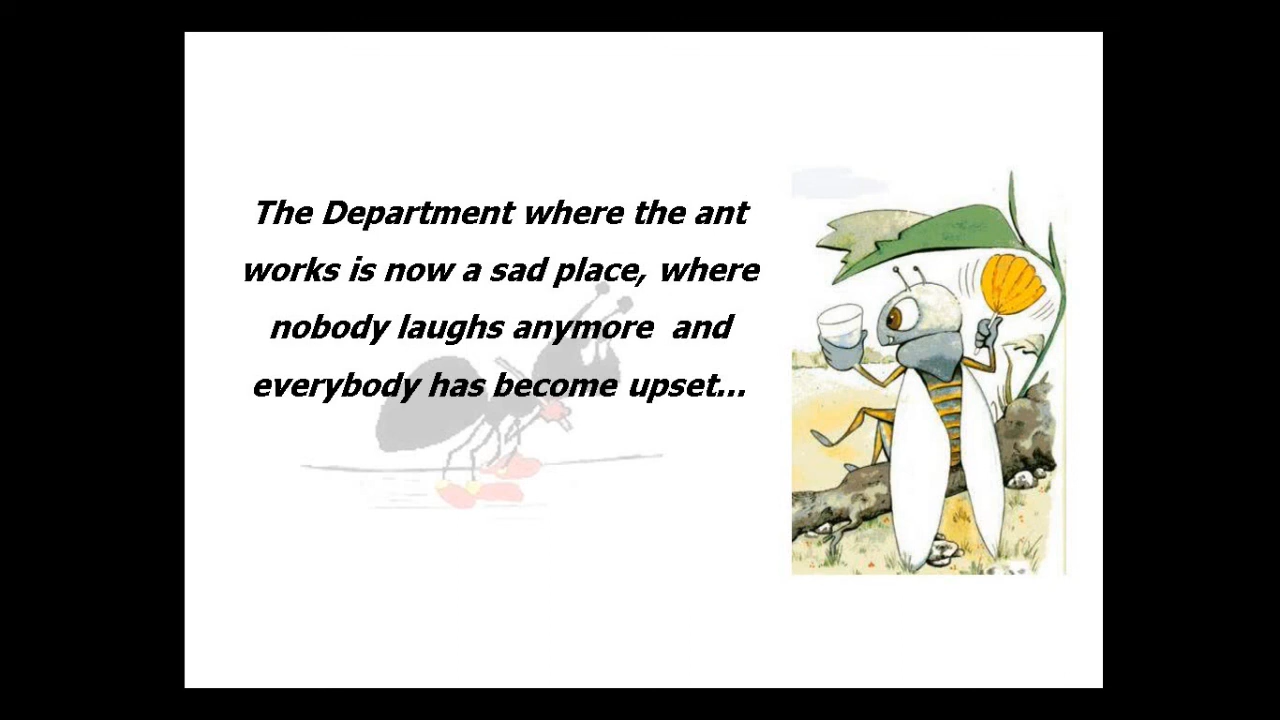 The Department where the ant
works is now a sad place, where
nobody laughs anymore  and
everybody has become upset...